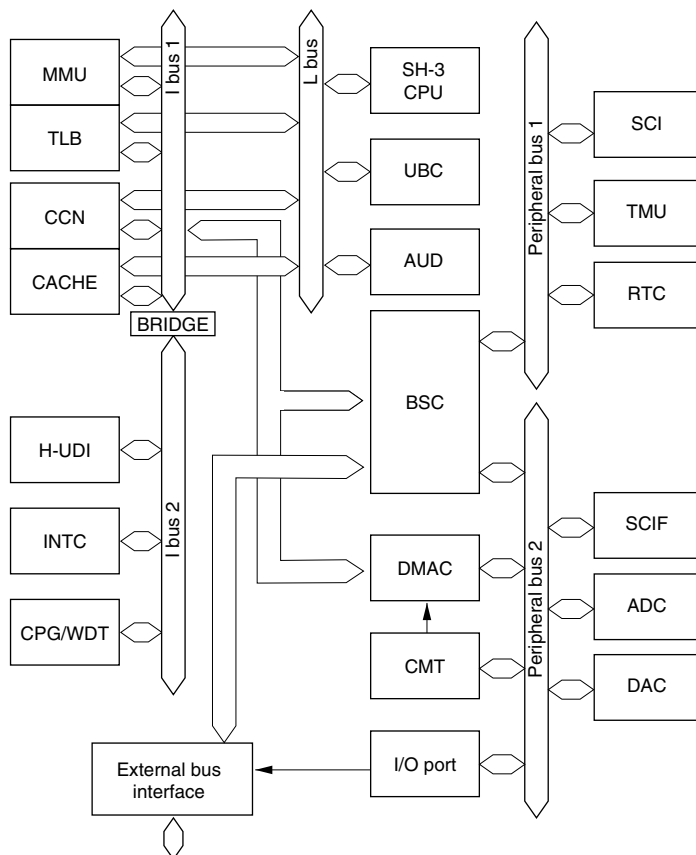 MMU
TLB
CCN
CACHE
I bus 1
BRIDGE
L bus
SH-3
CPU
UBC
AUD
Peripheral bus 1
SCI
TMU
RTC
BSC
H-UDI
INTC
CPG/WDT
I bus 2
DMAC
CMT
I/O port
Peripheral bus 2
SCIF
ADC
DAC
External bus
interface